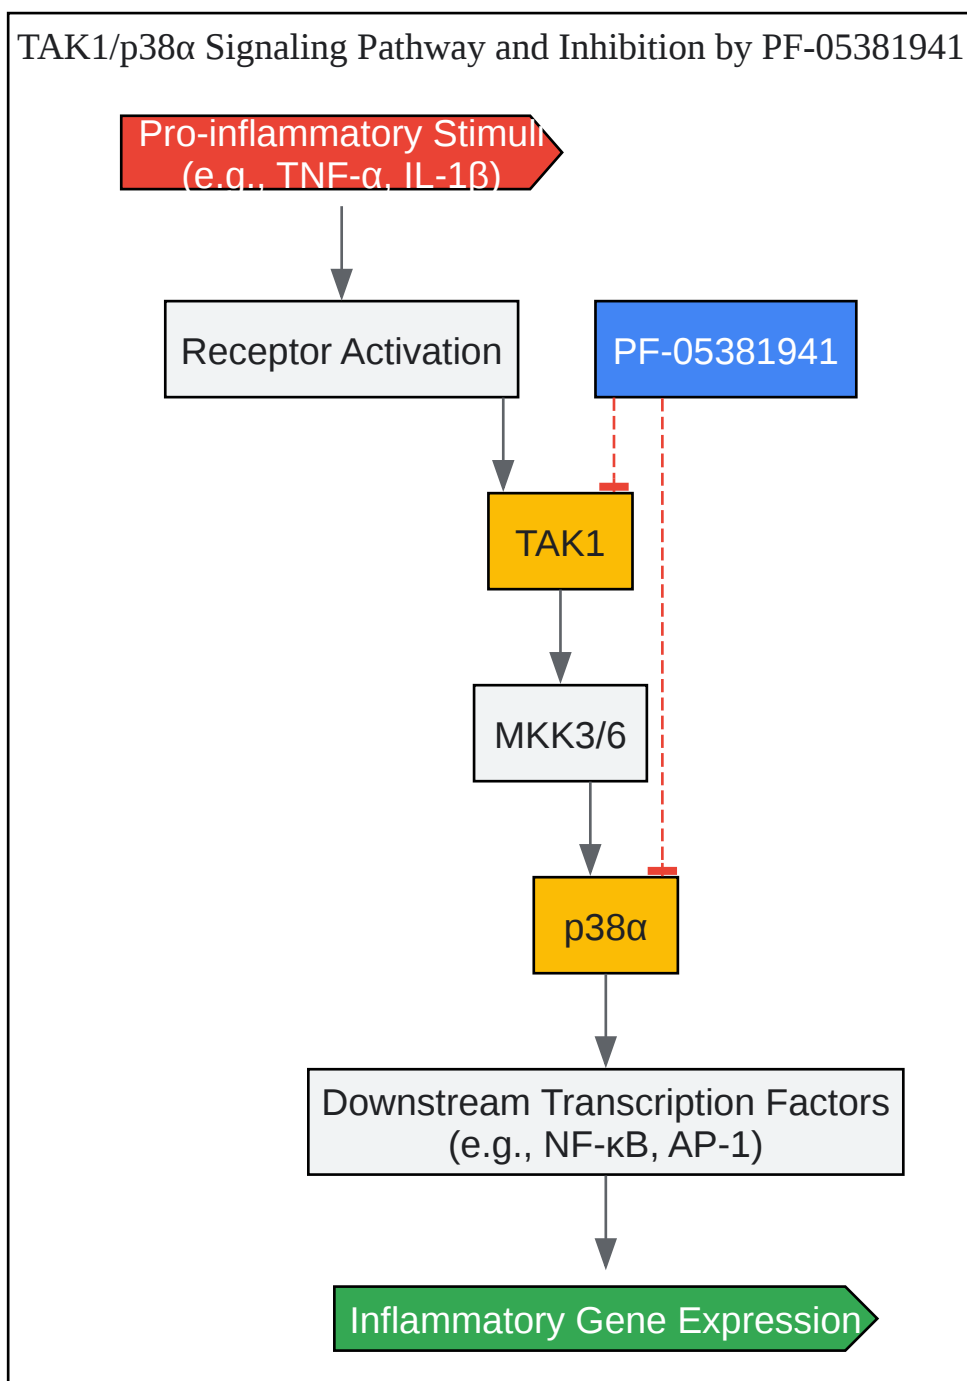 TAK1/p38α Signaling Pathway and Inhibition by PF-05381941
Pro-inflammatory Stimuli
(e.g., TNF-α, IL-1β)
Receptor Activation
PF-05381941
TAK1
MKK3/6
p38α
Downstream Transcription Factors
(e.g., NF-κB, AP-1)
Inflammatory Gene Expression